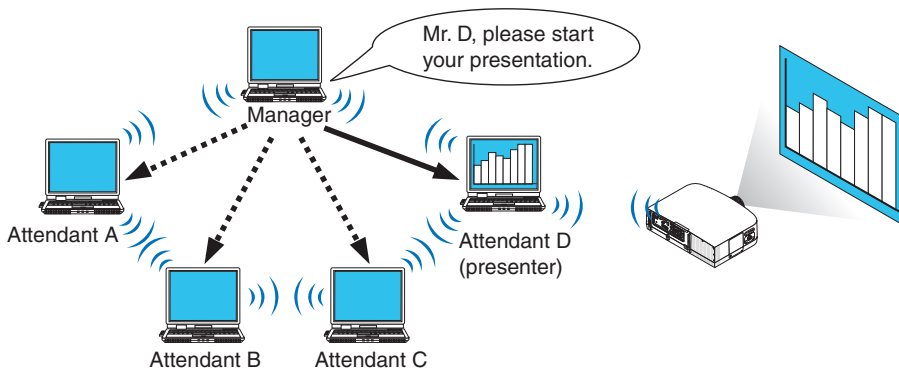 Mr. D, please start
your presentation.
Manager
Attendant A
Attendant D
(presenter)
Attendant B
Attendant C